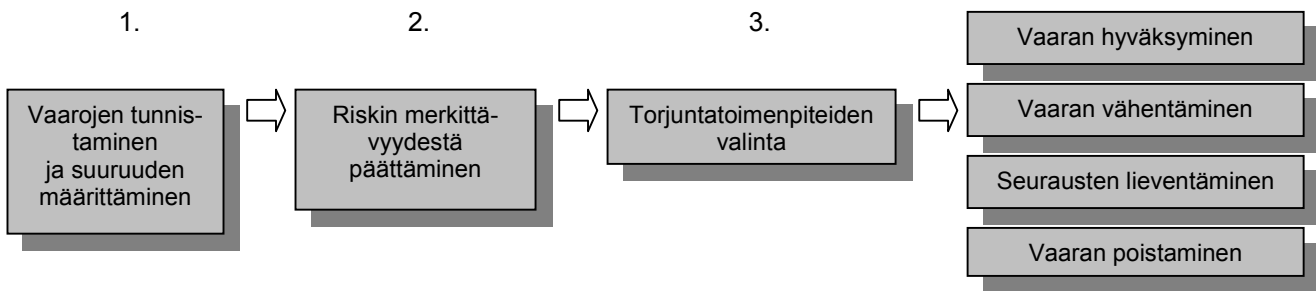 1.
Vaarojen tunnis-
taminen
ja suuruuden
määrittäminen
2.
Riskin merkittä-
vyydestä
päättäminen
3.
Torjuntatoimenpiteiden
valinta
Vaaran hyväksyminen
Vaaran vähentäminen
Seurausten lieventäminen
Vaaran poistaminen